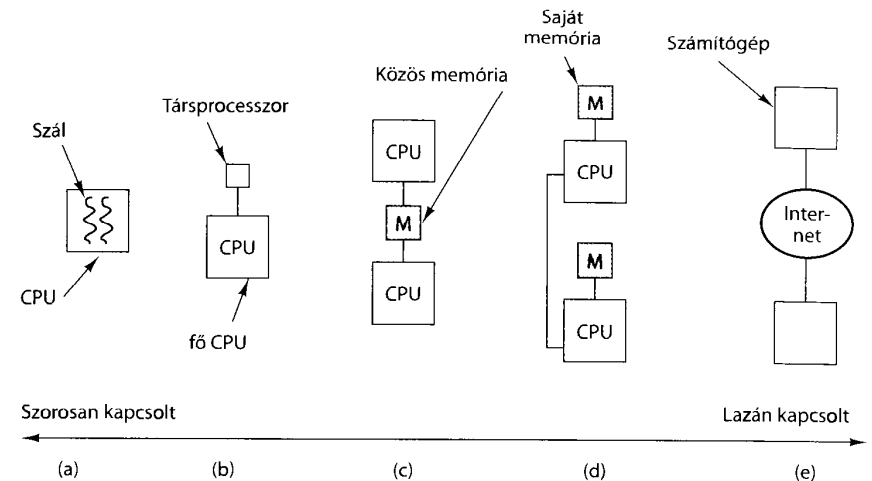 Saját
memória
Számítógép
Közös memória
Társprocesszor
Szál
M
CPU
CPU
M
Inter-
net
CPU
CPU
M
CPU
CPU
CPU
fő CPU
Szorosan kapcsolt
Lazán kapcsolt
(a)
(b)
(c)
(d)
(e)